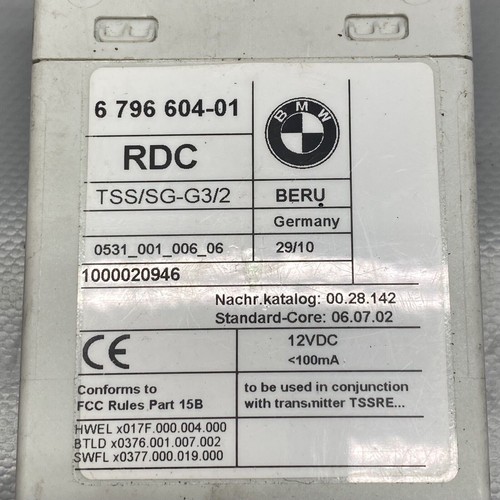 6 796 604-01
BMW
RDC
TSS/SG-G3/2
BERU
Germany
0531_001_006_06
29/10
1000020946
Nachr.katalog: 00.28.142
Standard-Core: 06.07.02
CE
12VDC
<100mA
Conforms to
FCC Rules Part 15B
to be used in conjunction
with transmitter TSSRE...
HWEL x017F.000.004.000
BTLD x0376.001.007.002
SWFL x0377.000.019.000